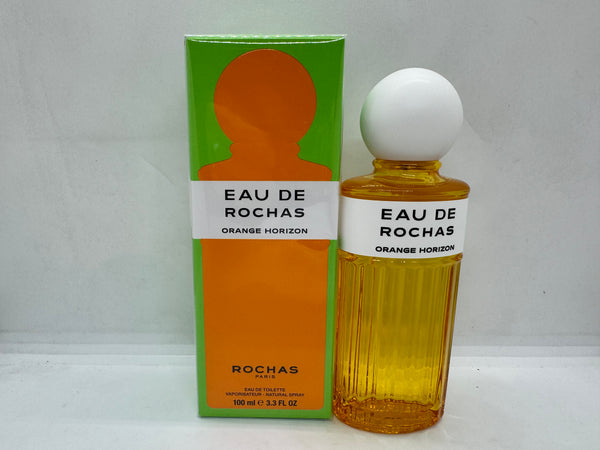 EAU DE
ROCHAS
ORANGE HORIZON
ROCHAS
PARIS
EAU DE TOILETTE
VAPORISATEUR - NATURAL SPRAY
100 ml ℮ 3.3 FL OZ
EAU DE
ROCHAS
ORANGE HORIZON